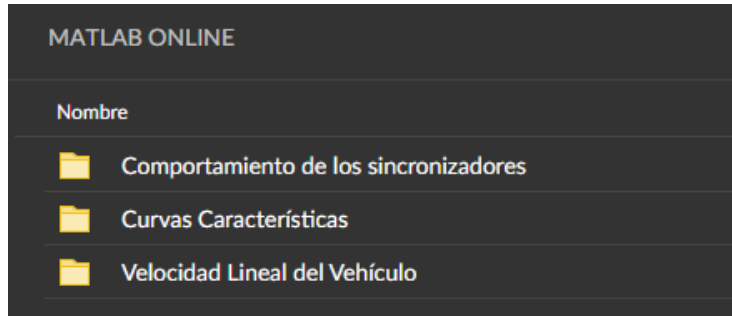 MATLAB ONLINE
Nombre
Comportamiento de los sincronizadores
Curvas Características
Velocidad Lineal del Vehículo